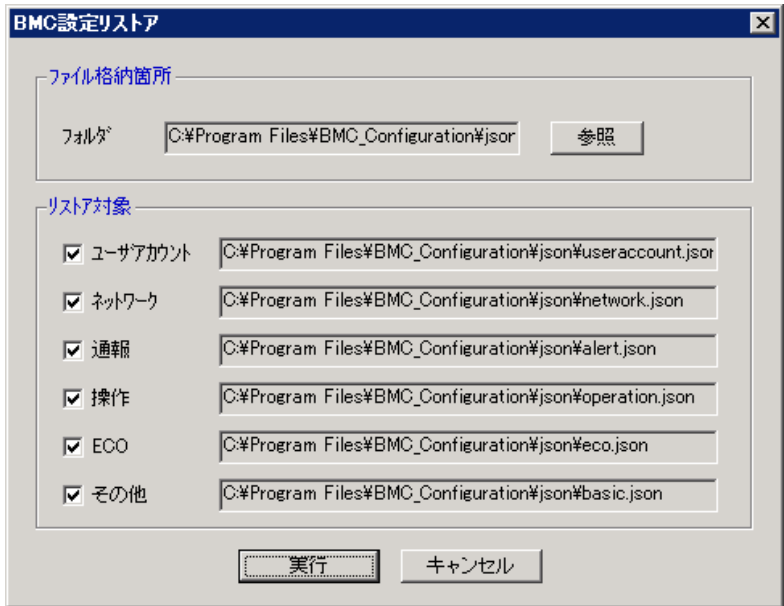 BMC設定リストア
ファイル格納箇所
フォルダ C:¥Program Files¥BMC_Configuration¥json 参照
リストア対象
ユーザアカウント C:¥Program Files¥BMC_Configuration¥json¥useraccount.json
ネットワーク C:¥Program Files¥BMC_Configuration¥json¥network.json
通報 C:¥Program Files¥BMC_Configuration¥json¥alert.json
操作 C:¥Program Files¥BMC_Configuration¥json¥operation.json
ECO C:¥Program Files¥BMC_Configuration¥json¥eco.json
その他 C:¥Program Files¥BMC_Configuration¥json¥basic.json
実行 キャンセル